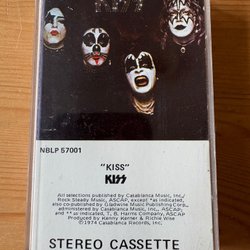 KISS
NBLP 57001
"KISS"
KISS
All selections published by Casablanca Music, Inc./
Rock Steady Music, ASCAP, except *as indicated,
also co-published by Gladwine Music Publishing Corp.,
administered by Casablanca Music, Inc., ASCAP,
and **as indicated, T. B. Harms Company, ASCAP
Produced by Kenny Kerner & Richie Wise
©1974 Casablanca Records, Inc.
STEREO CASSETTE